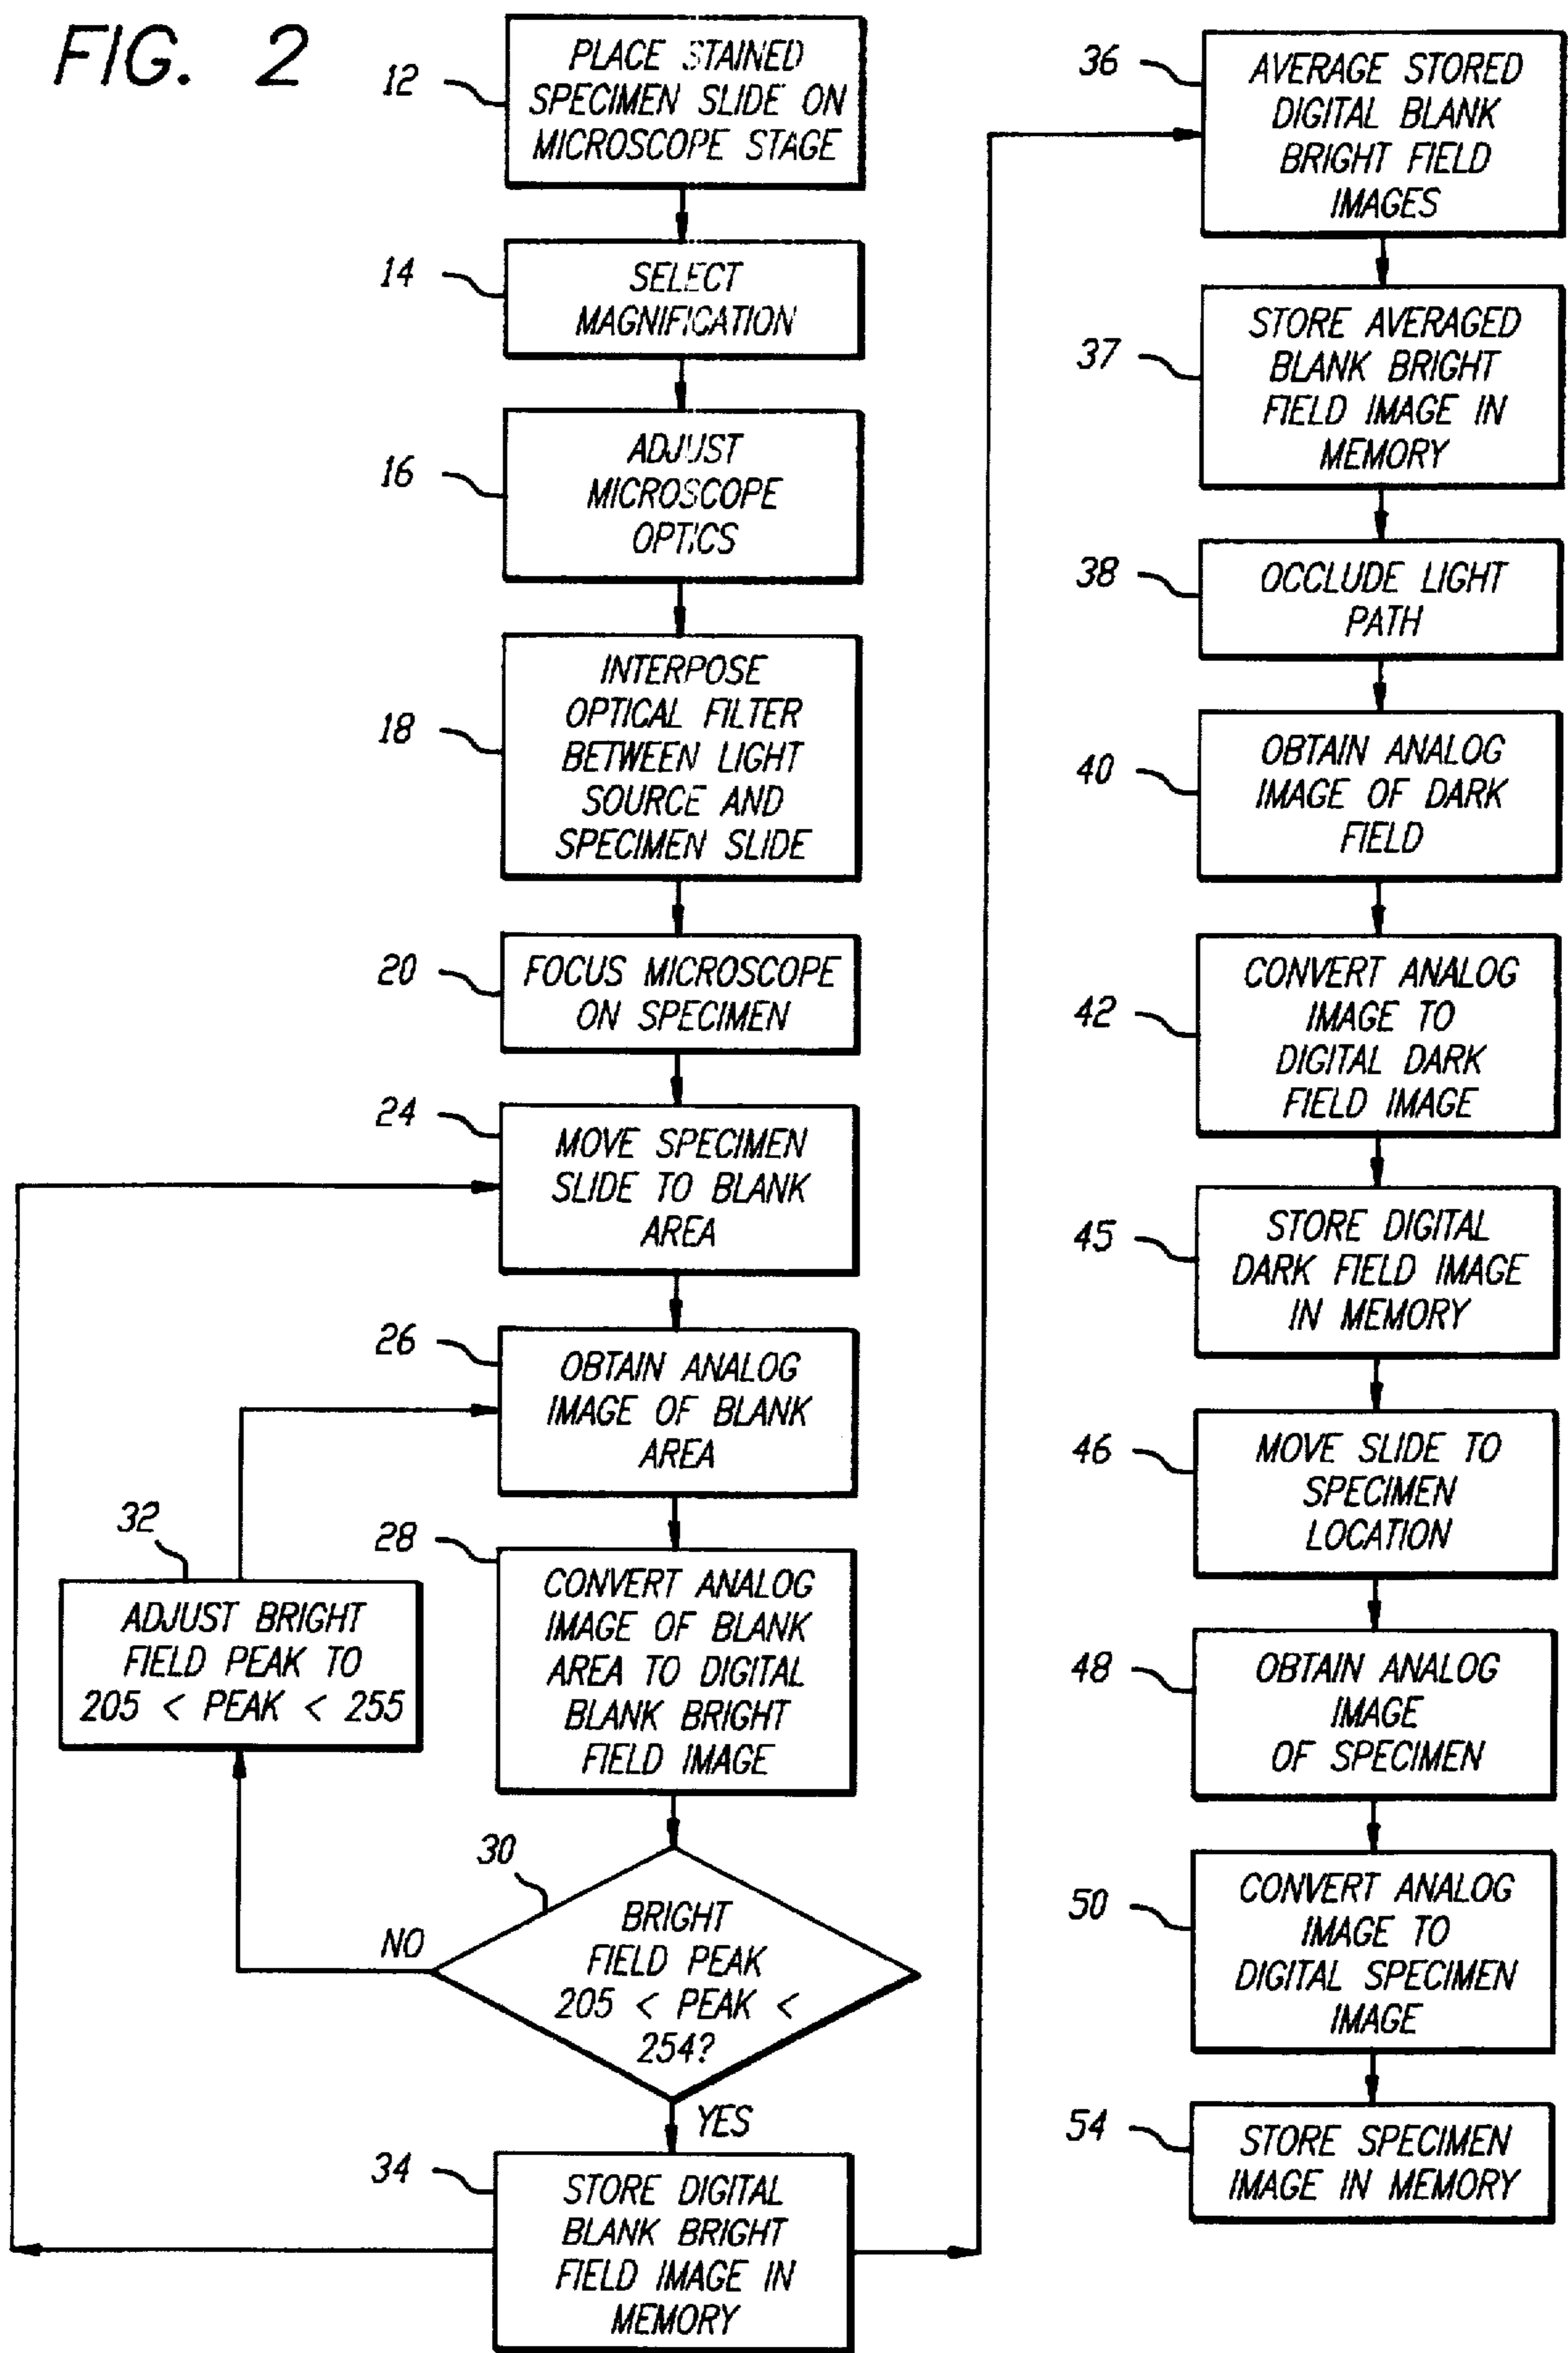 FIG. 2
12
PLACE STAINED
SPECIMEN SLIDE ON
MICROSCOPE STAGE
14
SELECT
MAGNIFICATION
16
ADJUST
MICROSCOPE
OPTICS
18
INTERPOSE
OPTICAL FILTER
BETWEEN LIGHT
SOURCE AND
SPECIMEN SLIDE
20
FOCUS MICROSCOPE
ON SPECIMEN
24
MOVE SPECIMEN
SLIDE TO BLANK
AREA
26
OBTAIN ANALOG
IMAGE OF BLANK
AREA
28
CONVERT ANALOG
IMAGE OF BLANK
AREA TO DIGITAL
BLANK BRIGHT
FIELD IMAGE
30
BRIGHT
FIELD PEAK
205 < PEAK <
254?
NO
32
ADJUST BRIGHT
FIELD PEAK TO
205 < PEAK < 255
YES
34
STORE DIGITAL
BLANK BRIGHT
FIELD IMAGE IN
MEMORY
36
AVERAGE STORED
DIGITAL BLANK
BRIGHT FIELD
IMAGES
37
STORE AVERAGED
BLANK BRIGHT
FIELD IMAGE IN
MEMORY
38
OCCLUDE LIGHT
PATH
40
OBTAIN ANALOG
IMAGE OF DARK
FIELD
42
CONVERT ANALOG
IMAGE TO
DIGITAL DARK
FIELD IMAGE
45
STORE DIGITAL
DARK FIELD IMAGE
IN MEMORY
46
MOVE SLIDE TO
SPECIMEN
LOCATION
48
OBTAIN ANALOG
IMAGE
OF SPECIMEN
50
CONVERT ANALOG
IMAGE TO
DIGITAL SPECIMEN
IMAGE
54
STORE SPECIMEN
IMAGE IN MEMORY